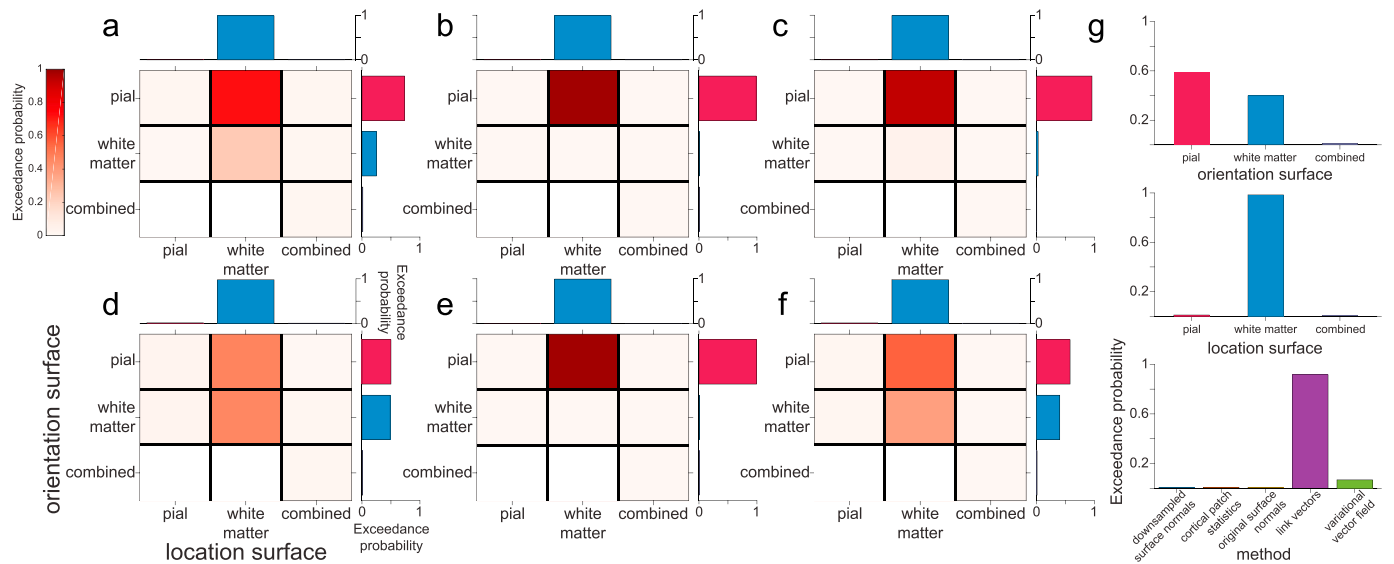 a
1
0
b
1
0
c
1
0
g
1
0.6
0.2
pial
white matter
combined
orientation surface
Exceedance probability
1
0.8
0.6
0.4
0.2
0
pial
white
matter
combined
pial
white
matter
combined
0
1
pial
white
matter
combined
pial
white
matter
combined
0
1
pial
white
matter
combined
pial
white
matter
combined
0
1
1
0.6
0.2
pial
white matter
combined
location surface
d
1
0
Exceedance
probability
e
1
0
f
1
0
orientation surface
pial
white
matter
combined
pial
white
matter
combined
0
1
Exceedance
probability
location surface
pial
white
matter
combined
pial
white
matter
combined
0
1
pial
white
matter
combined
pial
white
matter
combined
0
1
Exceedance probability
1
0.6
0.2
downsampled
surface normals
cortical patch
statistics
original surface
normals
link vectors
variational
vector field
method